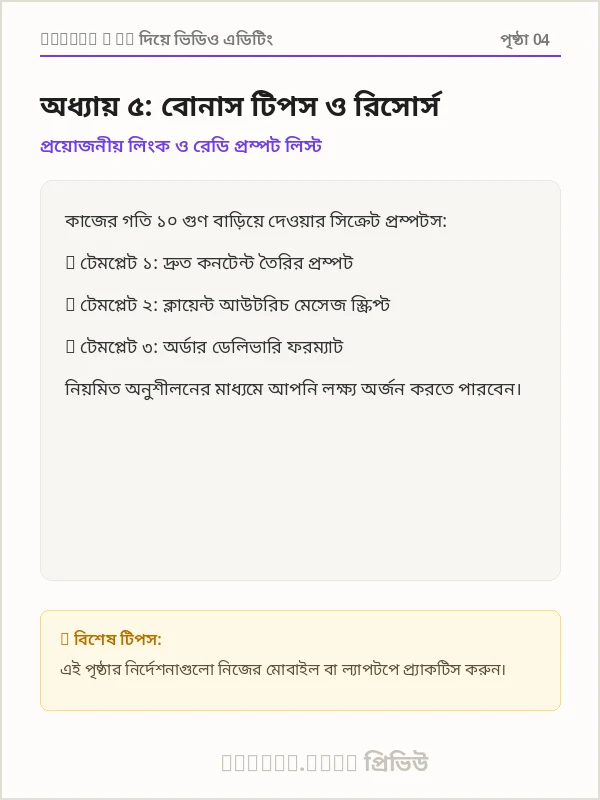 দিয়ে ভিডিও এডিটিং
পৃষ্ঠা 04
অধ্যায় ৫: বোনাস টিপস ও রিসোর্স
প্রয়োজনীয় লিংক ও রেডি প্রম্পট লিস্ট
কাজের গতি ১০ গুণ বাড়িয়ে দেওয়ার সিক্রেট প্রম্পটস:
টেমপ্লেট ১: দ্রুত কনটেন্ট তৈরির প্রম্পট
টেমপ্লেট ২: ক্লায়েন্ট আউটরিচ মেসেজ স্ক্রিপ্ট
টেমপ্লেট ৩: অর্ডার ডেলিভারি ফরম্যাট
নিয়মিত অনুশীলনের মাধ্যমে আপনি লক্ষ্য অর্জন করতে পারবেন।
বিশেষ টিপস:
এই পৃষ্ঠার নির্দেশনাগুলো নিজের মোবাইল বা ল্যাপটপে প্র্যাকটিস করুন।
প্রিভিউ